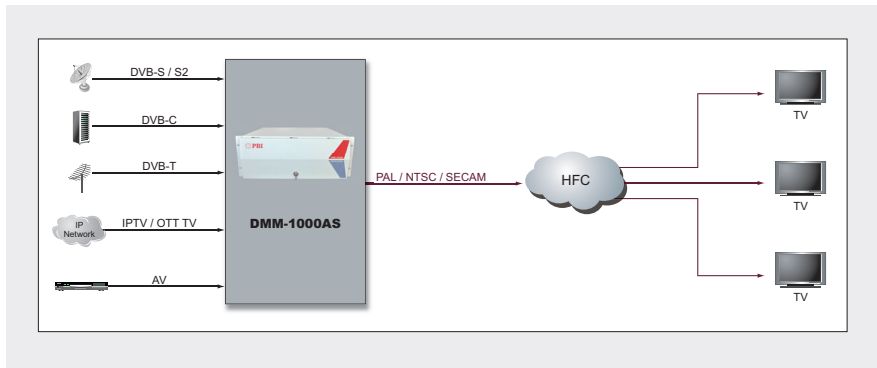 DVB-S / S2
DVB-C
DVB-T
IP
Network
IPTV / OTT TV
AV
PBI
DMM-1000AS
PAL / NTSC / SECAM
HFC
TV
TV
TV